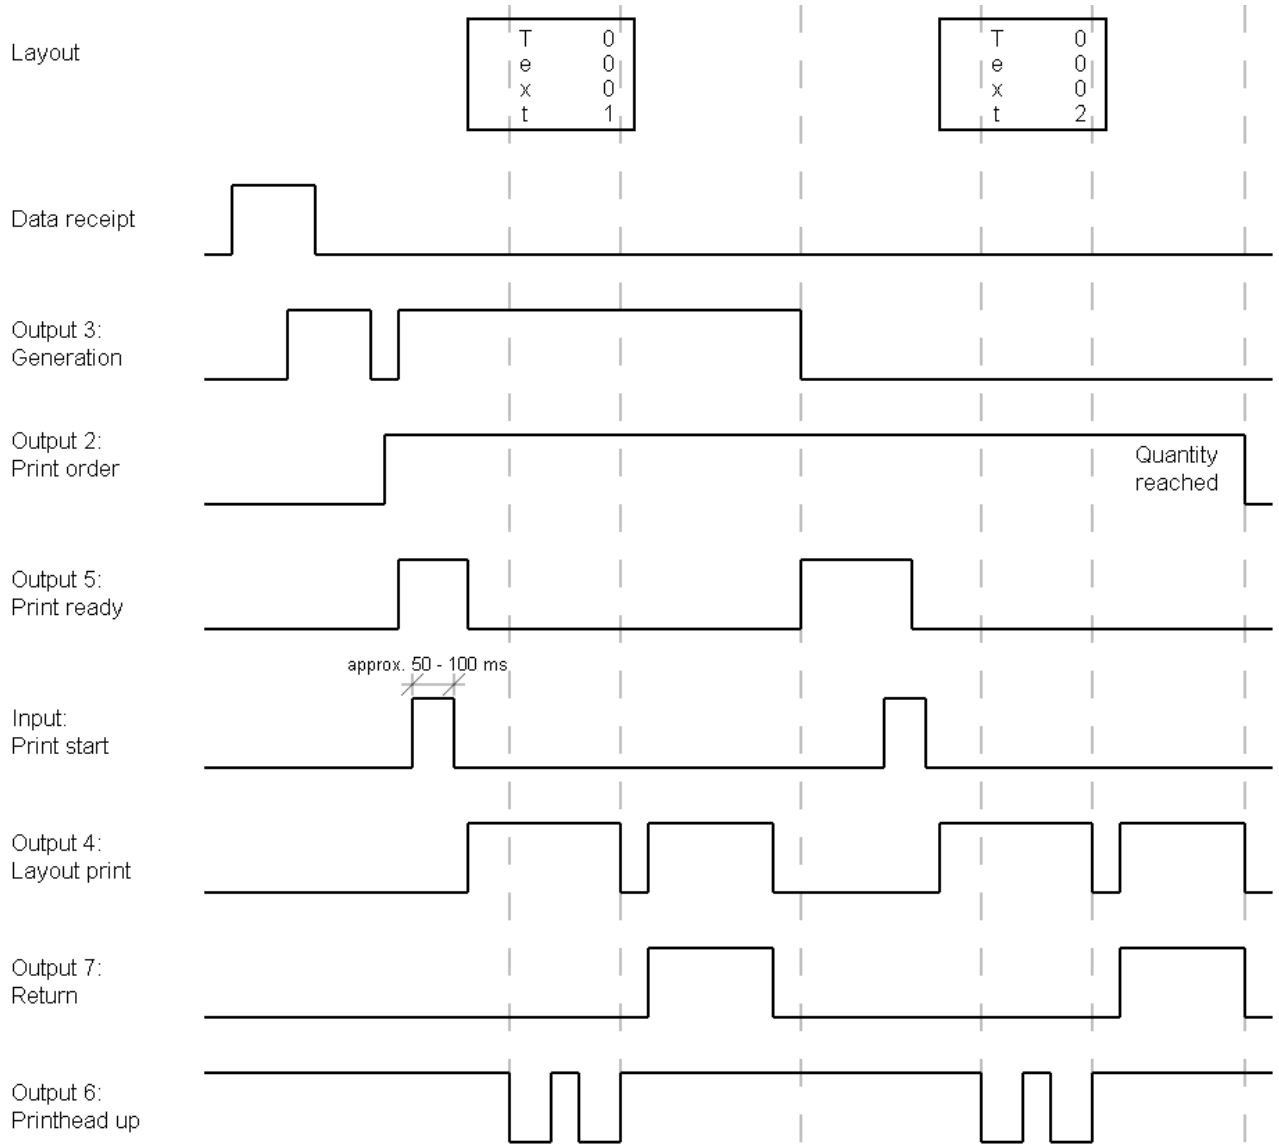 Layout
T 0 T 0
e 0 e 0
x 0 x 0
t 1 t 2
Data receipt
Output 3:
Generation
Output 2:
Print order
Quantity
reached
Output 5:
Print ready
approx. 50 - 100 ms
Input:
Print start
Output 4:
Layout print
Output 7:
Return
Output 6:
Printhead up